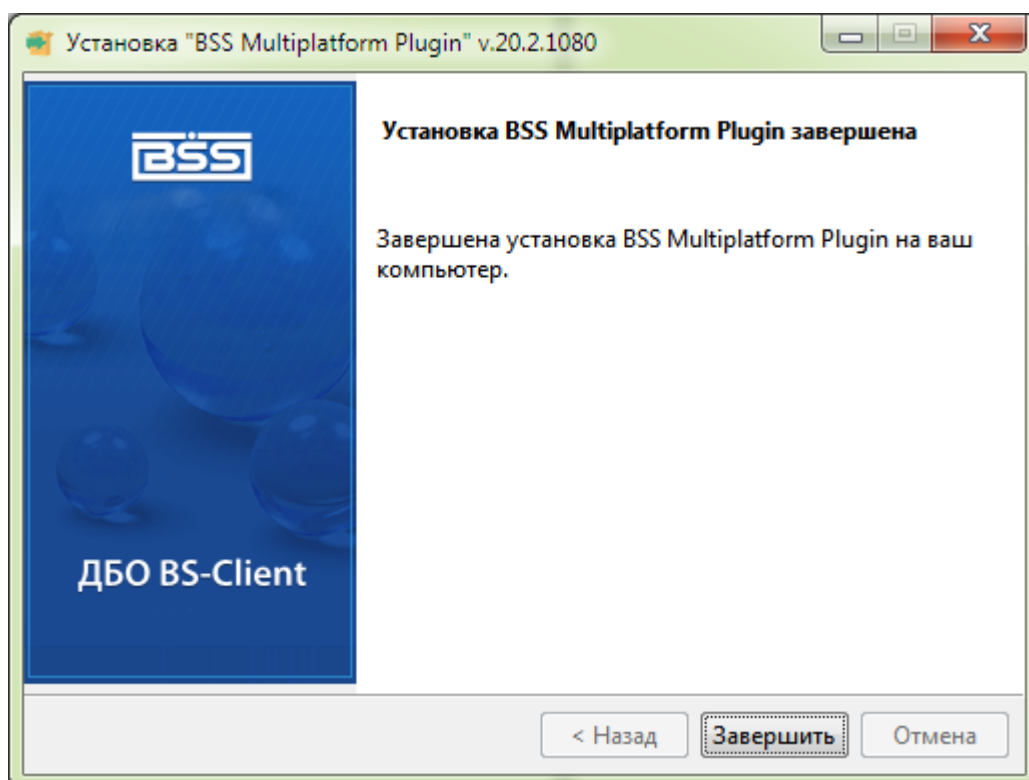 Установка "BSS Multiplatform Plugin" v.20.2.1080
BSS
Установка BSS Multiplatform Plugin завершена
Завершена установка BSS Multiplatform Plugin на ваш
компьютер.
ДБО BS-Client
< Назад
Завершить
Отмена